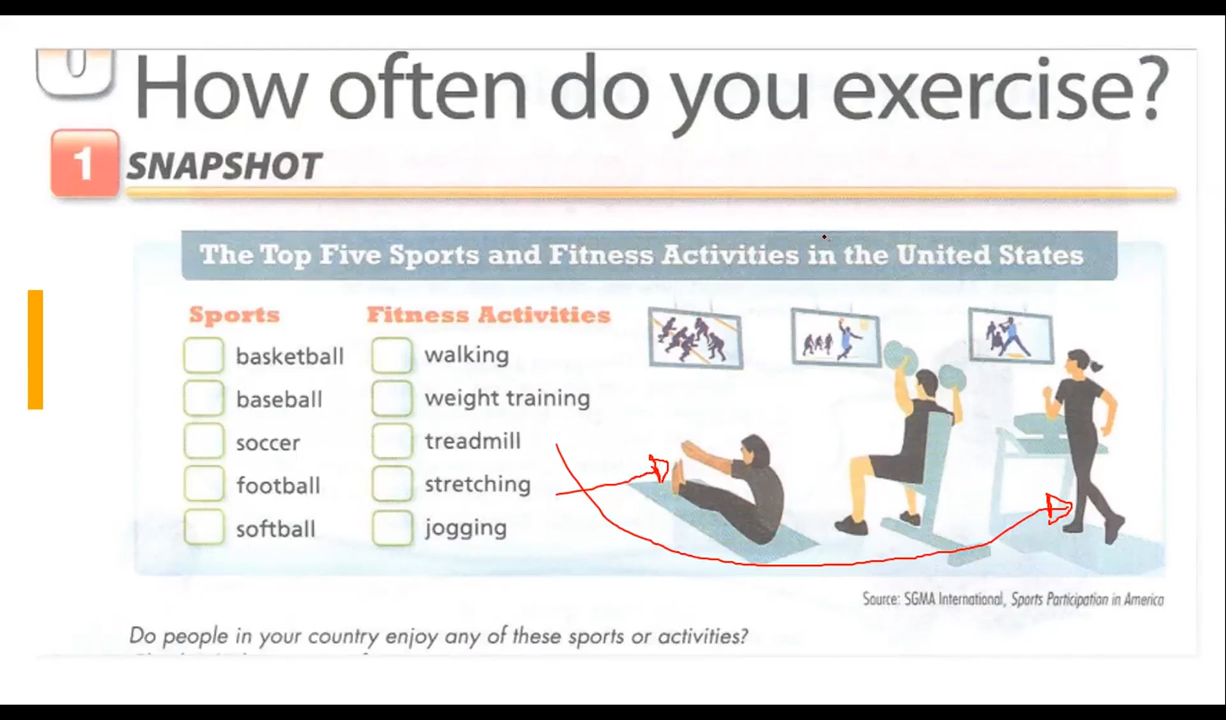 How often do you exercise?
1 SNAPSHOT
The Top Five Sports and Fitness Activities in the United States
Sports
basketball
baseball
soccer
football
softball
Fitness Activities
walking
weight training
treadmill
stretching
jogging
Source: SGMA International, Sports Participation in America
Do people in your country enjoy any of these sports or activities?